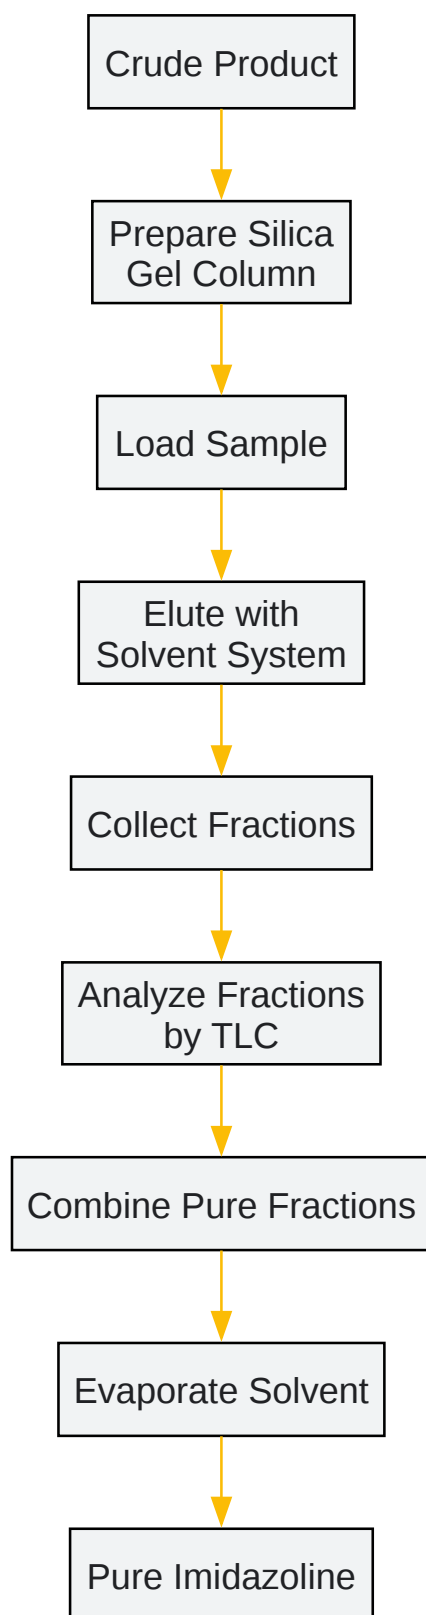 Crude Product
Prepare Silica
Gel Column
Load Sample
Elute with
Solvent System
Collect Fractions
Analyze Fractions
by TLC
Combine Pure Fractions
Evaporate Solvent
Pure Imidazoline